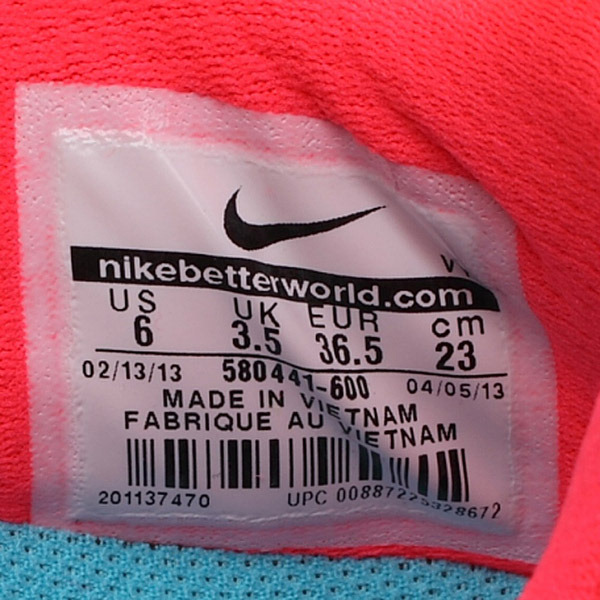 nikebetterworld.com
US UK EUR cm
6 3.5 36.5 23
02/13/13 580441-600 04/05/13
MADE IN VIETNAM
FABRIQUE AU VIETNAM
201137470 UPC